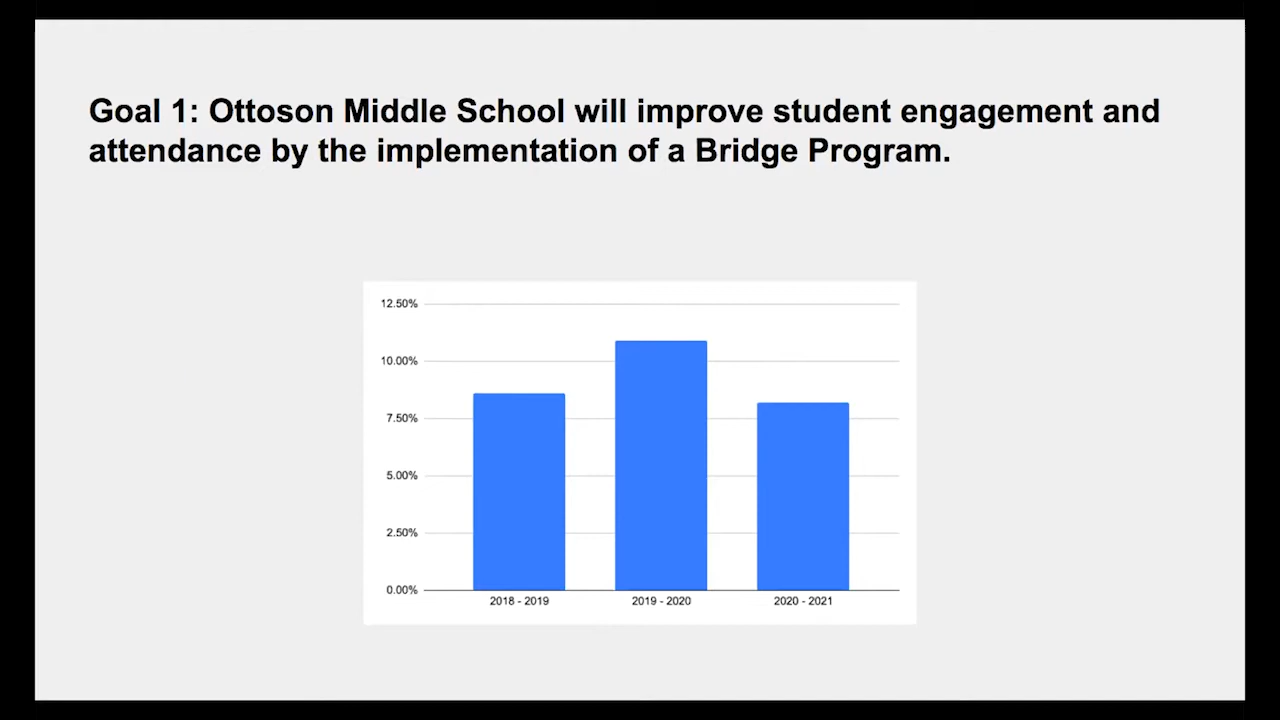 Goal 1: Ottoson Middle School will improve student engagement and
attendance by the implementation of a Bridge Program.
12.50%
10.00%
7.50%
5.00%
2.50%
0.00%
2018 - 2019
2019 - 2020
2020 - 2021